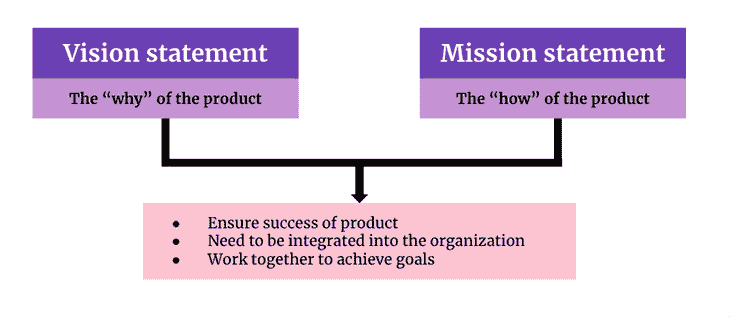 Vision statement
The “why” of the product
Mission statement
The “how” of the product
• Ensure success of product
• Need to be integrated into the organization
• Work together to achieve goals